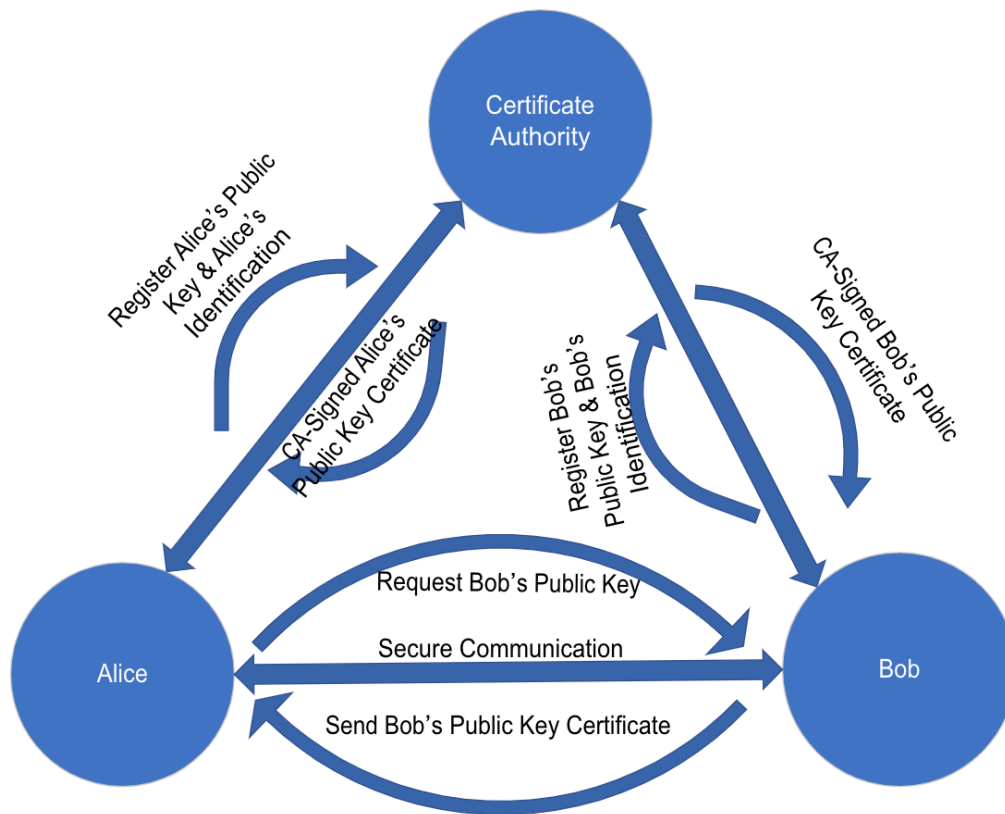 Certificate
Authority
Register Alice's Public
Key & Alice's
Identification
CA-Signed Alice's
Public Key Certificate
Register Bob's
Public Key & Bob's
Identification
CA-Signed Bob's Public
Key Certificate
Request Bob's Public Key
Secure Communication
Send Bob's Public Key Certificate
Alice
Bob